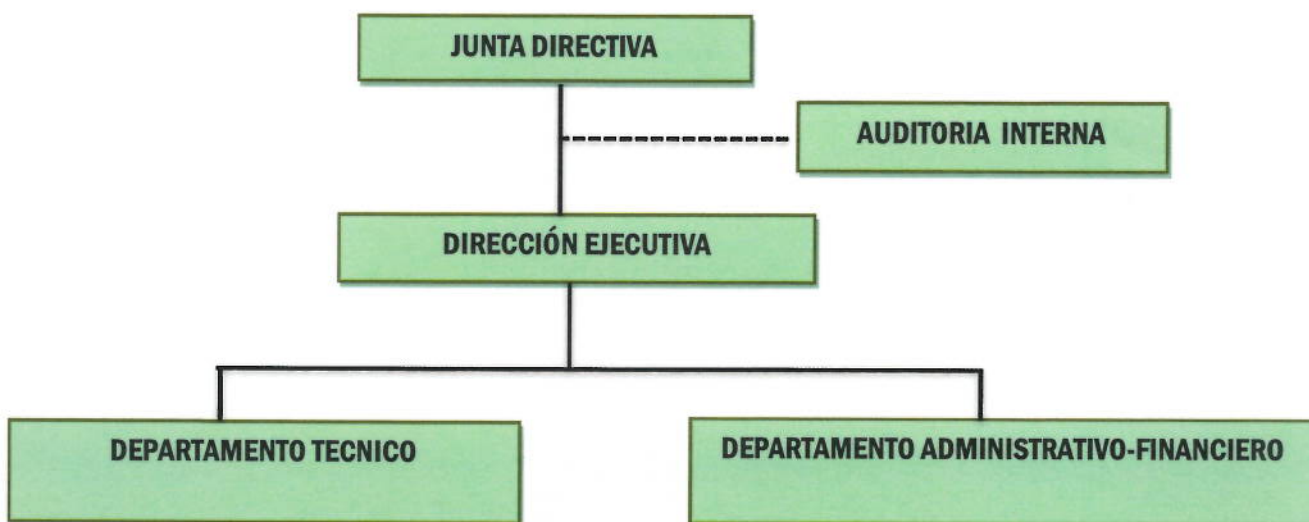 JUNTA DIRECTIVA
AUDITORIA INTERNA
DIRECCIÓN EJECUTIVA
DEPARTAMENTO TECNICO
DEPARTAMENTO ADMINISTRATIVO-FINANCIERO